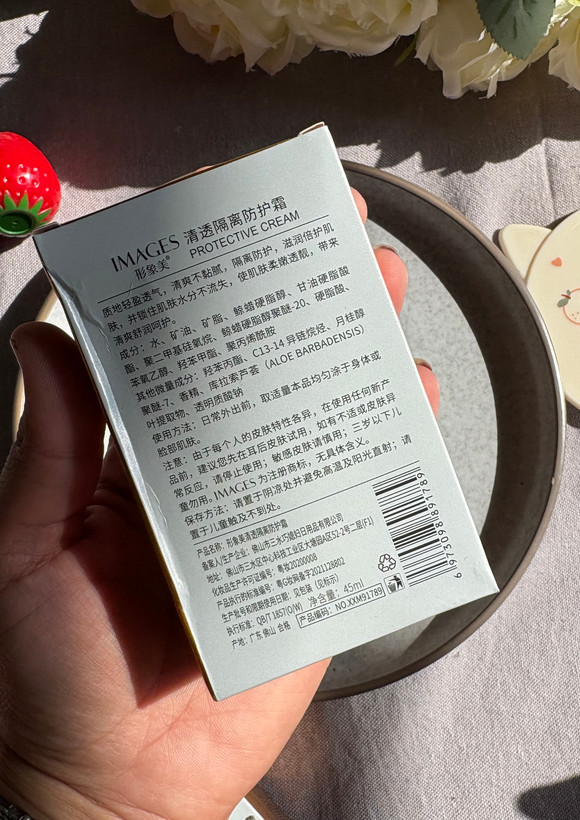 IMAGES 清透隔离防护霜
形象美® PROTECTIVE CREAM
质地轻盈透气，清爽不黏腻，隔离防护，滋润倍护肌
肤，并锁住肌肤水分不流失，使肌肤柔嫩透靓，带来
清爽舒润呵护。
成分：水、矿油、矿脂、鲸蜡硬脂醇、甘油硬脂酸
酯、聚二甲基硅氧烷、鲸蜡硬脂醇聚醚-20、硬脂酸、
苯氧乙醇、羟苯甲酯、聚丙烯酰胺
其他微量成分：羟苯丙酯、C13-14 异链烷烃、月桂醇
聚醚-7、香精、库拉索芦荟（ALOE BARBADENSIS）
叶提取物、透明质酸钠
使用方法：日常外出前，取适量本品均匀涂于身体或
脸部肌肤。
注意：由于每个人的皮肤特性各异，在使用任何新产
品前，建议您先在耳后皮肤试用，如有不适或皮肤异
常反应，请停止使用；敏感皮肤请慎用；三岁以下儿
童勿用。IMAGES 为注册商标，无具体含义。
保存方法：请置于阴凉处并避免高温及阳光直射；请
置于儿童触及不到处。
产品名称：形象美清透隔离防护霜
备案人/生产企业：佛山市三水巧媳妇日用品有限公司
地址：佛山市三水区中心科技工业区大塘园A区52-2号二层(F1)
化妆品生产许可证编号：粤妆20200008
产品执行的标准编号：粤G妆网备字2021128802
生产批号和限期使用日期：见包装（见标示）
执行标准：QB/T 1857(O/W) 净含量：45ml
产地：广东 佛山 合格 产品编码：NO.XXM91789
6973098891789